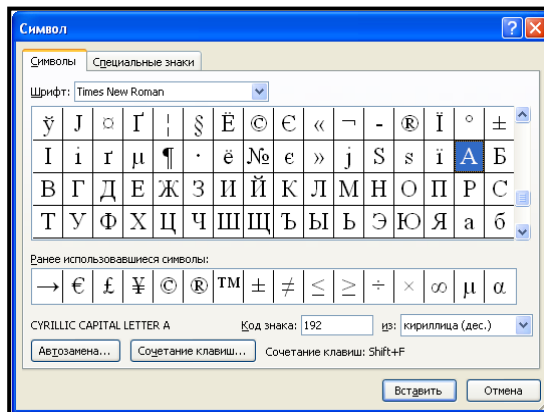 Символ
Символы Специальные знаки
Шрифт: Times New Roman
ў Ј ¤ Ґ ¦ § Ё © Є « ¬ - ® Ї ° ±
І і ґ µ ¶ · ё № є » ј Ѕ ѕ ї А Б
В Г Д Е Ж З И Й К Л М Н О П Р С
Т У Ф Х Ц Ч Ш Щ Ъ Ы Ь Э Ю Я а б
Ранее использовавшиеся символы:
→ € £ ¥ © ® ™ ± ≠ ≤ ≥ ÷ × ∞ µ α
CYRILLIC CAPITAL LETTER A Код знака: 192 из: кириллица (дес.)
Автозамена... Сочетание клавиш... Сочетание клавиш: Shift+F
Вставить Отмена